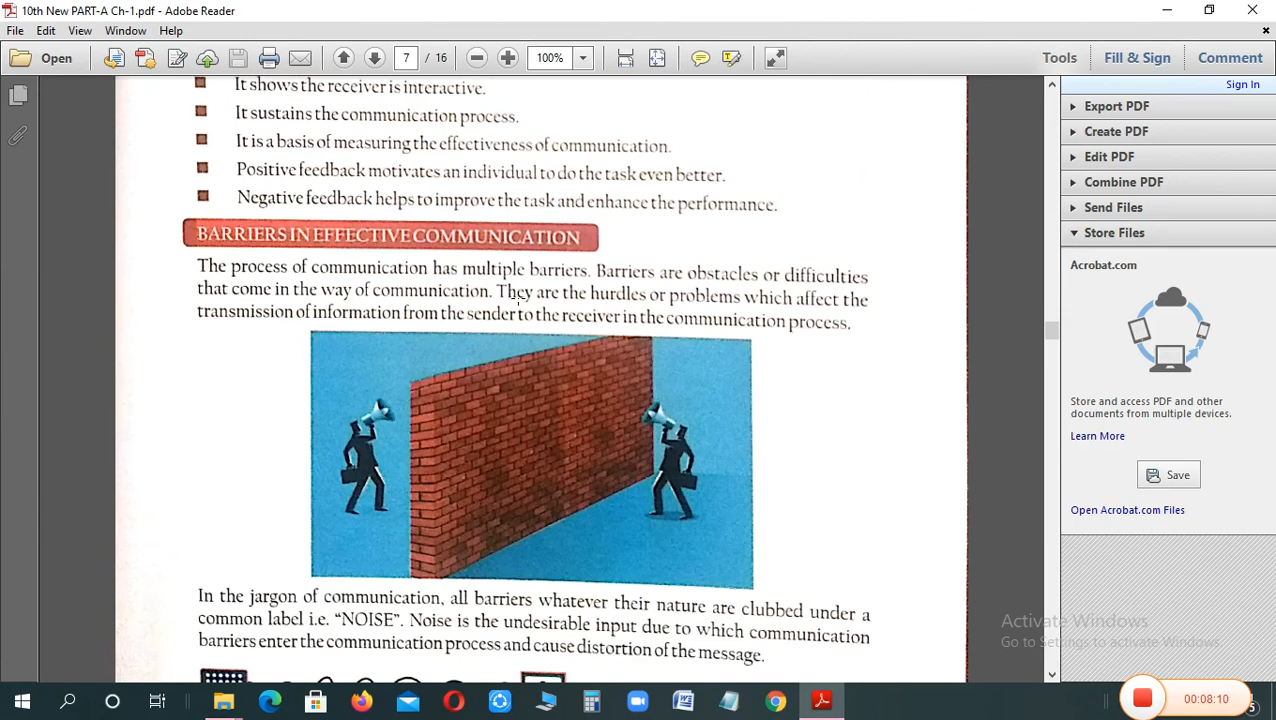 10th New PART-A Ch-1.pdf - Adobe Reader
File Edit View Window Help
Open 7 / 16 100% Tools Fill & Sign Comment
Sign In
Export PDF
Create PDF
Edit PDF
Combine PDF
Send Files
Store Files
Acrobat.com
Store and access PDF and other
documents from multiple devices.
Learn More
Save
Open Acrobat.com Files
It shows the receiver is interactive.
It sustains the communication process.
It is a basis of measuring the effectiveness of communication.
Positive feedback motivates an individual to do the task even better.
Negative feedback helps to improve the task and enhance the performance.
BARRIERS IN EFFECTIVE COMMUNICATION
The process of communication has multiple barriers. Barriers are obstacles or difficulties
that come in the way of communication. They are the hurdles or problems which affect the
transmission of information from the sender to the receiver in the communication process.
In the jargon of communication, all barriers whatever their nature are clubbed under a
common label i.e. “NOISE”. Noise is the undesirable input due to which communication
barriers enter the communication process and cause distortion of the message.
Activate Windows
Go to Settings to activate Windows.
00:08:10
5